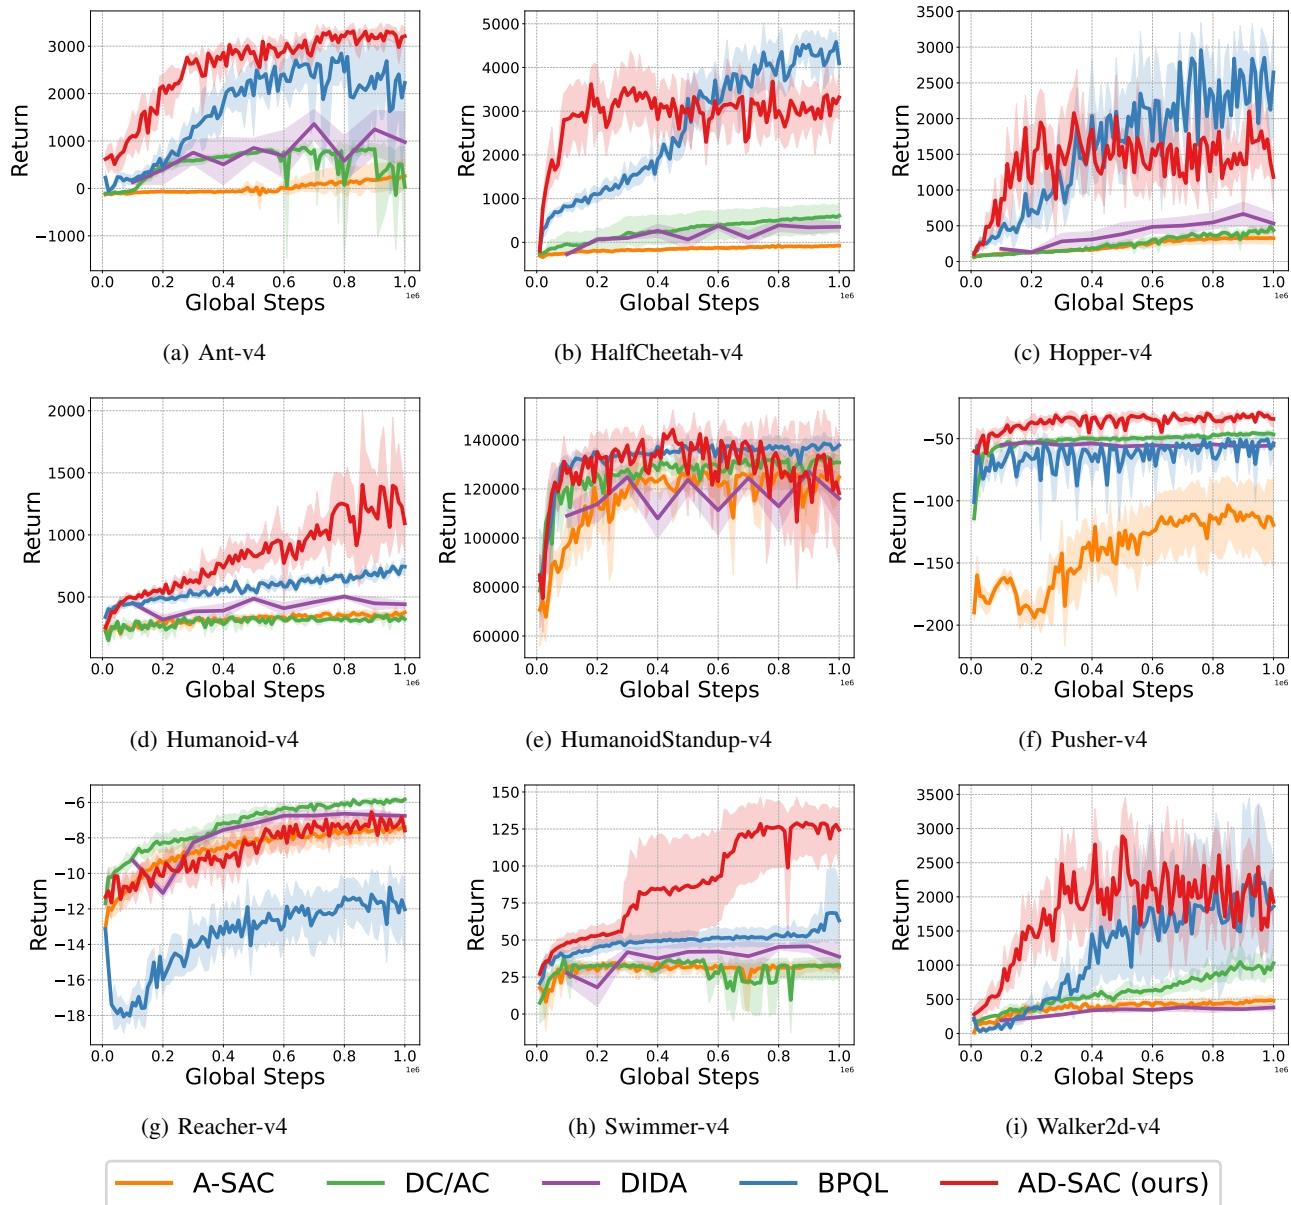 3000
2000
1000
0
−1000
Return
0.0 0.2 0.4 0.6 0.8 1.0
1e6
Global Steps
(a) Ant-v4
5000
4000
3000
2000
1000
0
Return
0.0 0.2 0.4 0.6 0.8 1.0
1e6
Global Steps
(b) HalfCheetah-v4
3500
3000
2500
2000
1500
1000
500
0
Return
0.0 0.2 0.4 0.6 0.8 1.0
1e6
Global Steps
(c) Hopper-v4
2000
1500
1000
500
Return
0.0 0.2 0.4 0.6 0.8 1.0
1e6
Global Steps
(d) Humanoid-v4
140000
120000
100000
80000
60000
Return
0.0 0.2 0.4 0.6 0.8 1.0
1e6
Global Steps
(e) HumanoidStandup-v4
−50
−100
−150
−200
Return
0.0 0.2 0.4 0.6 0.8 1.0
1e6
Global Steps
(f) Pusher-v4
−6
−8
−10
−12
−14
−16
−18
Return
0.0 0.2 0.4 0.6 0.8 1.0
1e6
Global Steps
(g) Reacher-v4
150
125
100
75
50
25
0
Return
0.0 0.2 0.4 0.6 0.8 1.0
1e6
Global Steps
(h) Swimmer-v4
3500
3000
2500
2000
1500
1000
500
0
Return
0.0 0.2 0.4 0.6 0.8 1.0
1e6
Global Steps
(i) Walker2d-v4
A-SAC DC/AC DIDA BPQL AD-SAC (ours)